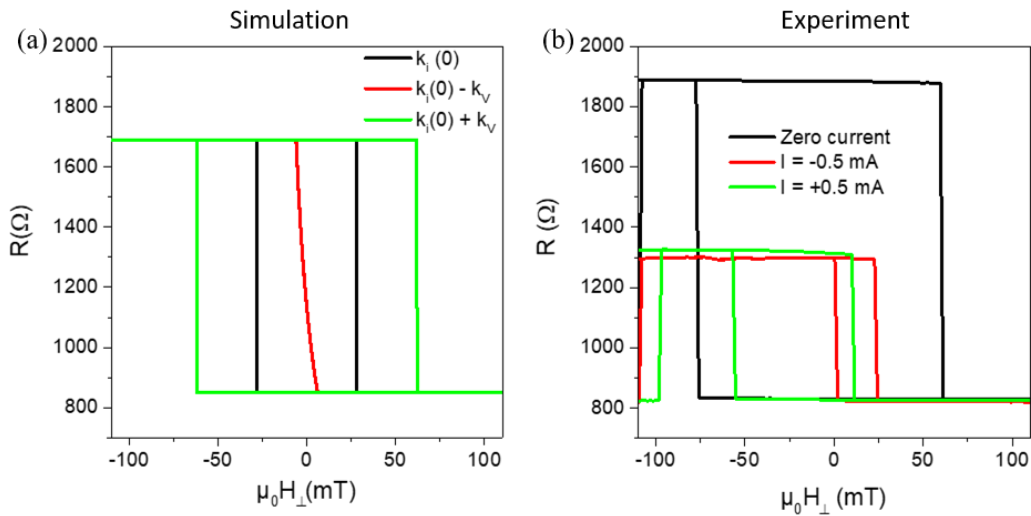 Simulation
(a)
2000
1800
1600
1400
1200
1000
800
R(Ω)
k_i (0)
k_i(0) - k_V
k_i(0) + k_V
-100 -50 0 50 100
μ₀H⊥(mT)
Experiment
(b)
2000
1800
1600
1400
1200
1000
800
R (Ω)
Zero current
I = -0.5 mA
I = +0.5 mA
-100 -50 0 50 100
μ₀H⊥(mT)